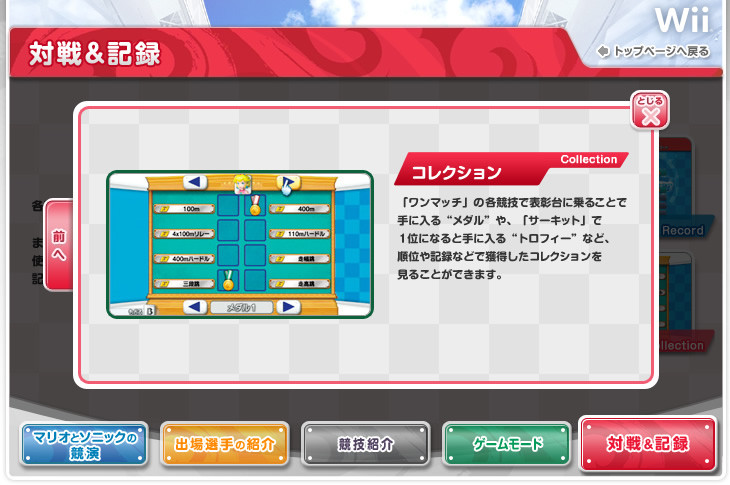 Wii
対戦&記録
トップページへ戻る
とじる
コレクション
Collection
「ワンマッチ」の各競技で表彰台に乗ることで
手に入る“メダル”や、「サーキット」で
1位になると手に入る“トロフィー”など、
順位や記録などで獲得したコレクションを
見ることができます。
100m
400m
4x100mリレー
110mハードル
400mハードル
走幅跳
三段跳
走高跳
もどる B
メダル1
前へ
各
ま
使
記
Record
llection
マリオとソニックの
競演
出場選手の紹介
競技紹介
ゲームモード
対戦&記録